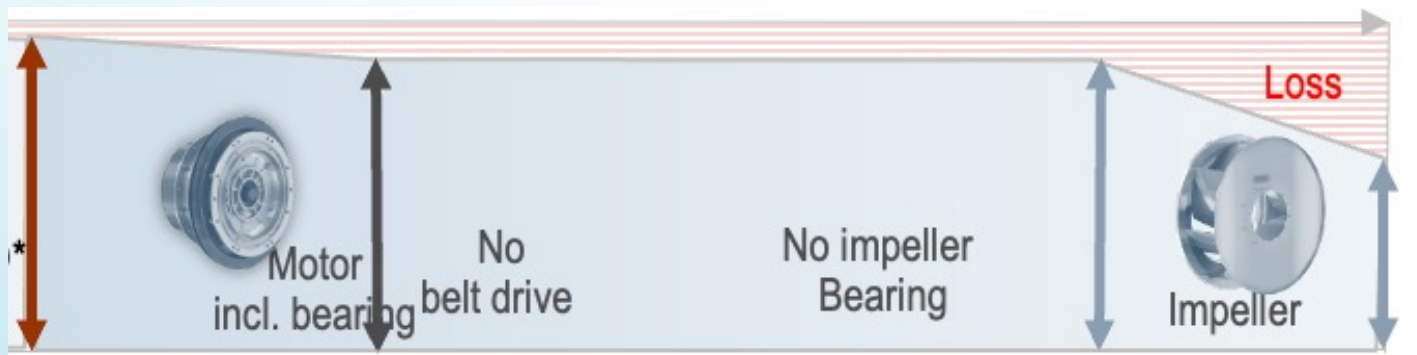 Loss
*
Motor
incl. bearing
No
belt drive
No impeller
Bearing
Impeller